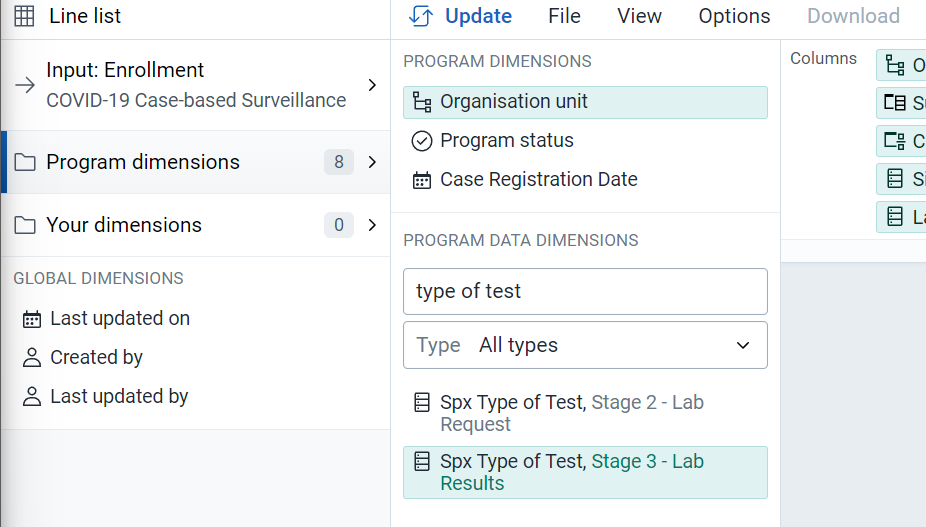 Line list
Update File View Options Download
Input: Enrollment
COVID-19 Case-based Surveillance
Program dimensions 8
Your dimensions 0
GLOBAL DIMENSIONS
Last updated on
Created by
Last updated by
PROGRAM DIMENSIONS
Organisation unit
Program status
Case Registration Date
PROGRAM DATA DIMENSIONS
type of test
Type All types
Spx Type of Test, Stage 2 - Lab
Request
Spx Type of Test, Stage 3 - Lab
Results
Columns
O
S
C
Si
La